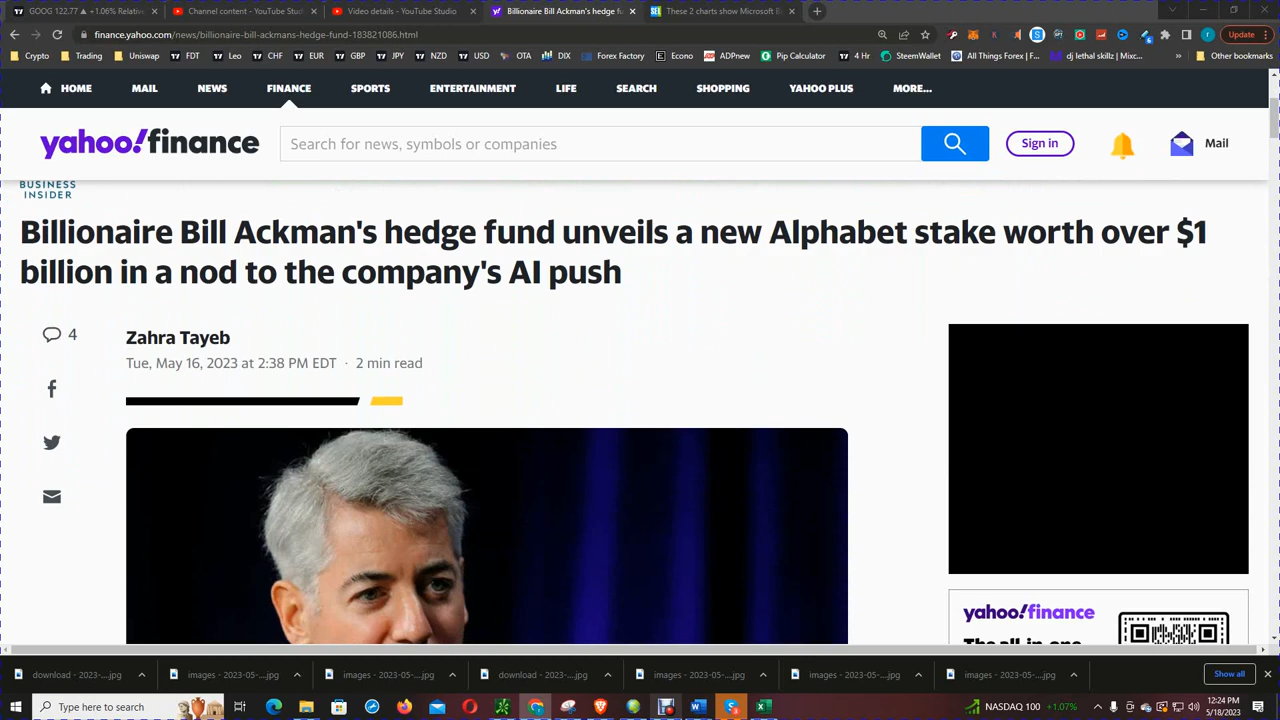 GOOG 122.77 ▲ +1.06% Relativ
Channel content - YouTube Stud
Video details - YouTube Studio
Billionaire Bill Ackman's hedge fu
These 2 charts show Microsoft B
finance.yahoo.com/news/billionaire-bill-ackmans-hedge-fund-183821086.html
Update
Crypto
Trading
Uniswap
FDT
Leo
CHF
EUR
GBP
JPY
NZD
USD
OTA
DIX
Forex Factory
Econo
ADPnew
Pip Calculator
4 Hr
SteemWallet
All Things Forex | F...
dj lethal skillz | Mixc...
»
Other bookmarks
HOME
MAIL
NEWS
FINANCE
SPORTS
ENTERTAINMENT
LIFE
SEARCH
SHOPPING
YAHOO PLUS
MORE...
yahoo!finance
Search for news, symbols or companies
Sign in
Mail
BUSINESS
INSIDER
Billionaire Bill Ackman's hedge fund unveils a new Alphabet stake worth over $1
billion in a nod to the company's AI push
4
Zahra Tayeb
Tue, May 16, 2023 at 2:38 PM EDT · 2 min read
yahoo!finance
The all-in-one
download - 2023-....jpg
images - 2023-05-....jpg
images - 2023-05-....jpg
download - 2023-....jpg
images - 2023-05-....jpg
images - 2023-05-....jpg
images - 2023-05-....jpg
Show all
Type here to search
NASDAQ 100 +1.07%
12:24 PM
5/18/2023